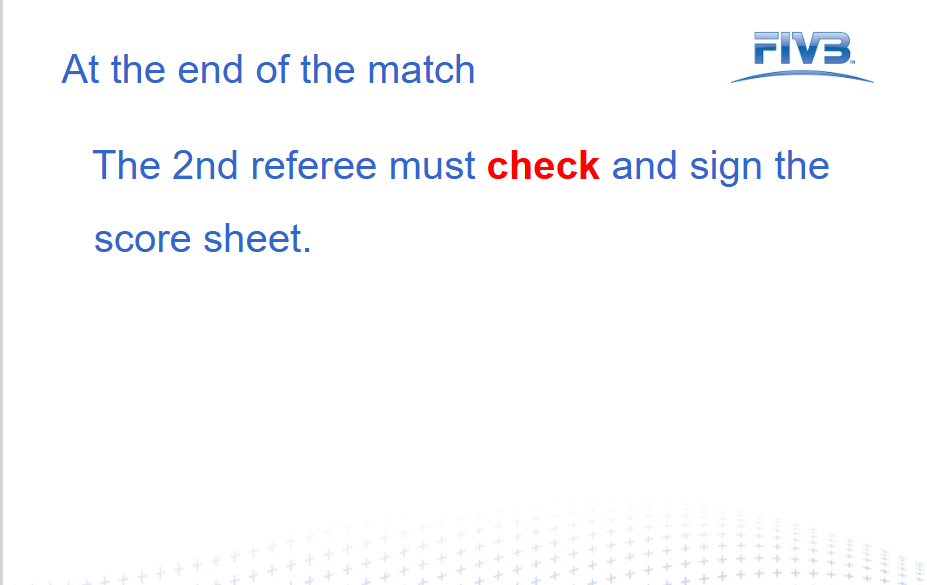 At the end of the match
FIVB
The 2nd referee must check and sign the
score sheet.